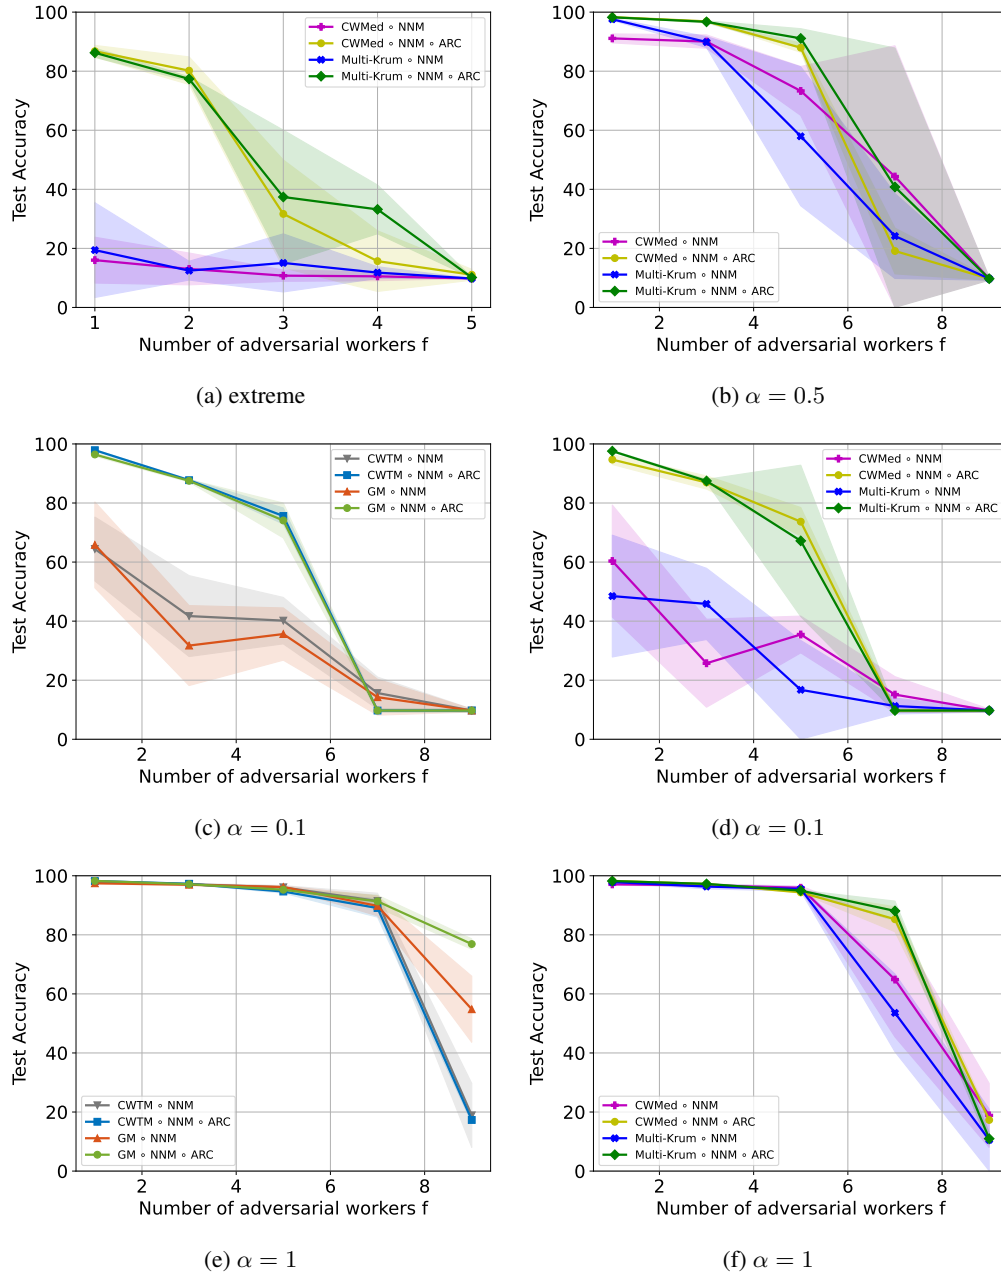 100
80
60
40
20
0
Test Accuracy
CWMed ∘ NNM
CWMed ∘ NNM ∘ ARC
Multi-Krum ∘ NNM
Multi-Krum ∘ NNM ∘ ARC
1 2 3 4 5
Number of adversarial workers f
(a) extreme
100
80
60
40
20
0
Test Accuracy
CWMed ∘ NNM
CWMed ∘ NNM ∘ ARC
Multi-Krum ∘ NNM
Multi-Krum ∘ NNM ∘ ARC
2 4 6 8
Number of adversarial workers f
(b) α = 0.5
100
80
60
40
20
0
Test Accuracy
CWTM ∘ NNM
CWTM ∘ NNM ∘ ARC
GM ∘ NNM
GM ∘ NNM ∘ ARC
2 4 6 8
Number of adversarial workers f
(c) α = 0.1
100
80
60
40
20
0
Test Accuracy
CWMed ∘ NNM
CWMed ∘ NNM ∘ ARC
Multi-Krum ∘ NNM
Multi-Krum ∘ NNM ∘ ARC
2 4 6 8
Number of adversarial workers f
(d) α = 0.1
100
80
60
40
20
0
Test Accuracy
CWTM ∘ NNM
CWTM ∘ NNM ∘ ARC
GM ∘ NNM
GM ∘ NNM ∘ ARC
2 4 6 8
Number of adversarial workers f
(e) α = 1
100
80
60
40
20
0
Test Accuracy
CWMed ∘ NNM
CWMed ∘ NNM ∘ ARC
Multi-Krum ∘ NNM
Multi-Krum ∘ NNM ∘ ARC
2 4 6 8
Number of adversarial workers f
(f) α = 1